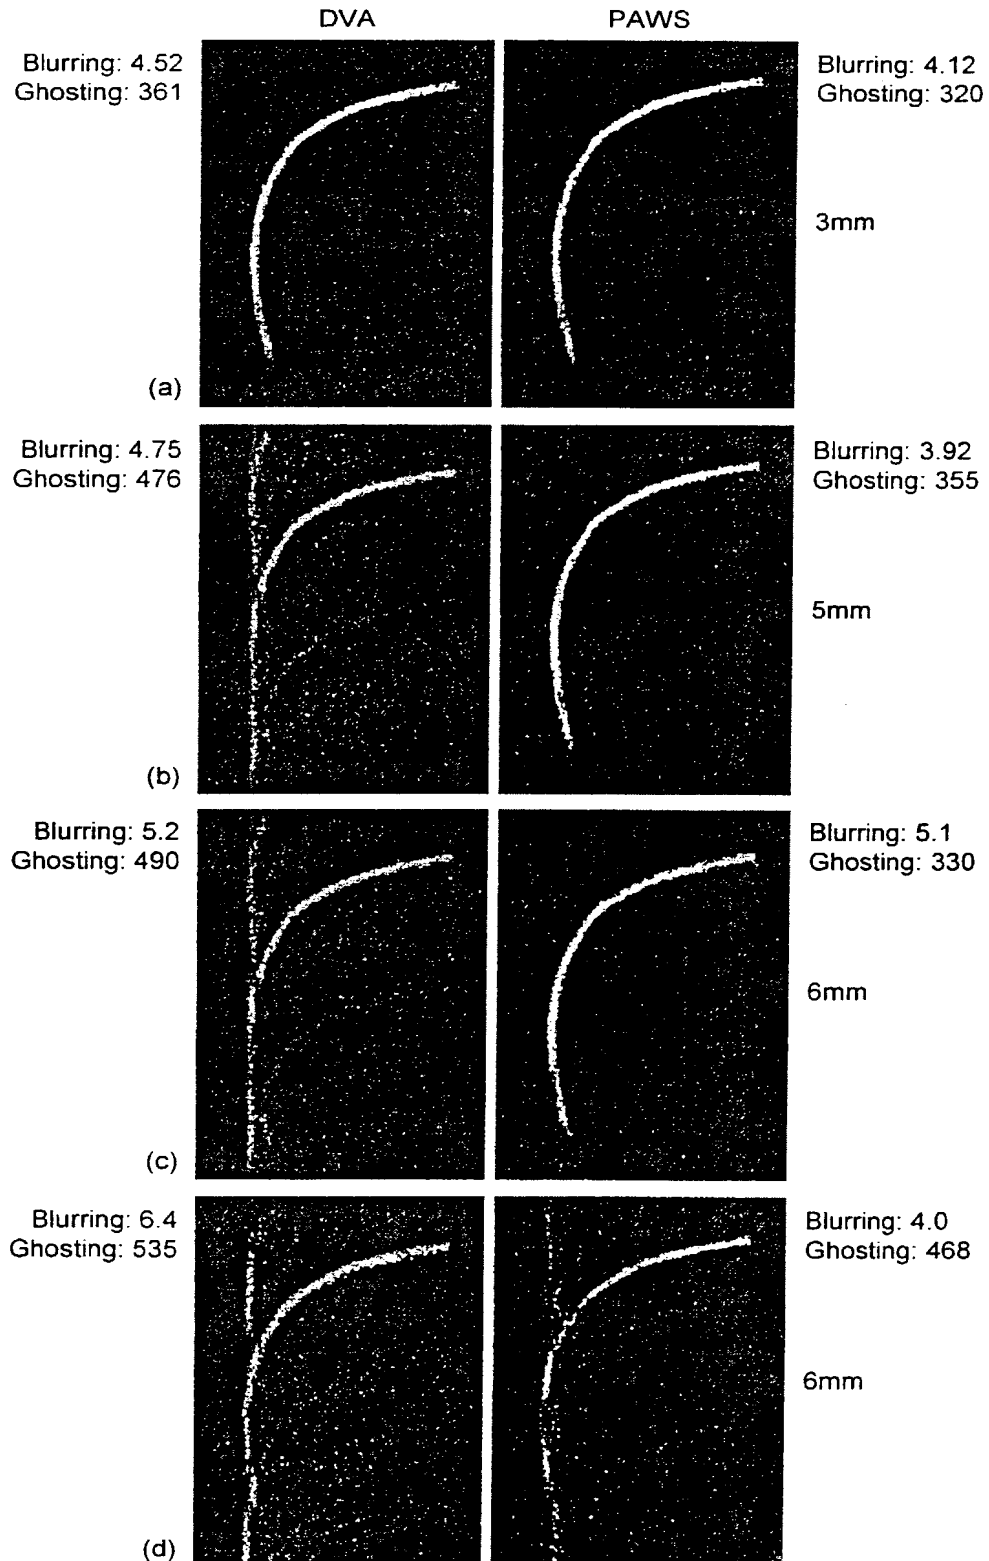 DVA
PAWS
Blurring: 4.52
Ghosting: 361
Blurring: 4.12
Ghosting: 320
3mm
(a)
Blurring: 4.75
Ghosting: 476
Blurring: 3.92
Ghosting: 355
5mm
(b)
Blurring: 5.2
Ghosting: 490
Blurring: 5.1
Ghosting: 330
6mm
(c)
Blurring: 6.4
Ghosting: 535
Blurring: 4.0
Ghosting: 468
6mm
(d)